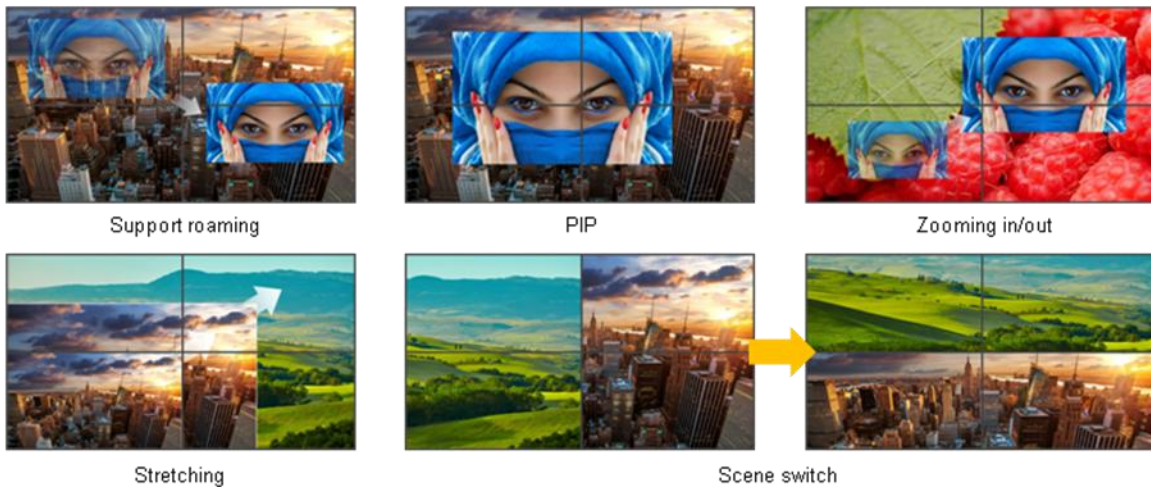 Support roaming
PIP
Zooming in/out
Stretching
Scene switch